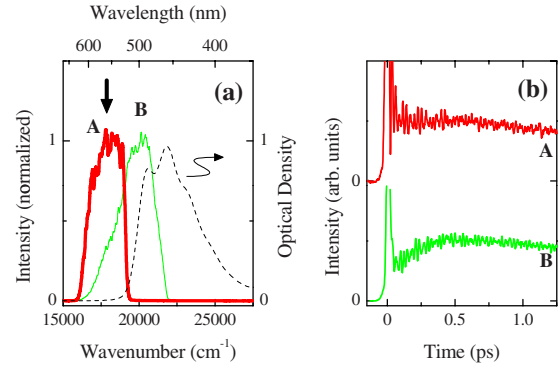 Wavelength (nm)
600 500 400
(a)
A
B
1
0
1
0
Intensity (normalized)
Optical Density
15000 20000 25000
Wavenumber (cm⁻¹)
(b)
A
B
0
0
Intensity (arb. units)
0 0.5 1.0
Time (ps)